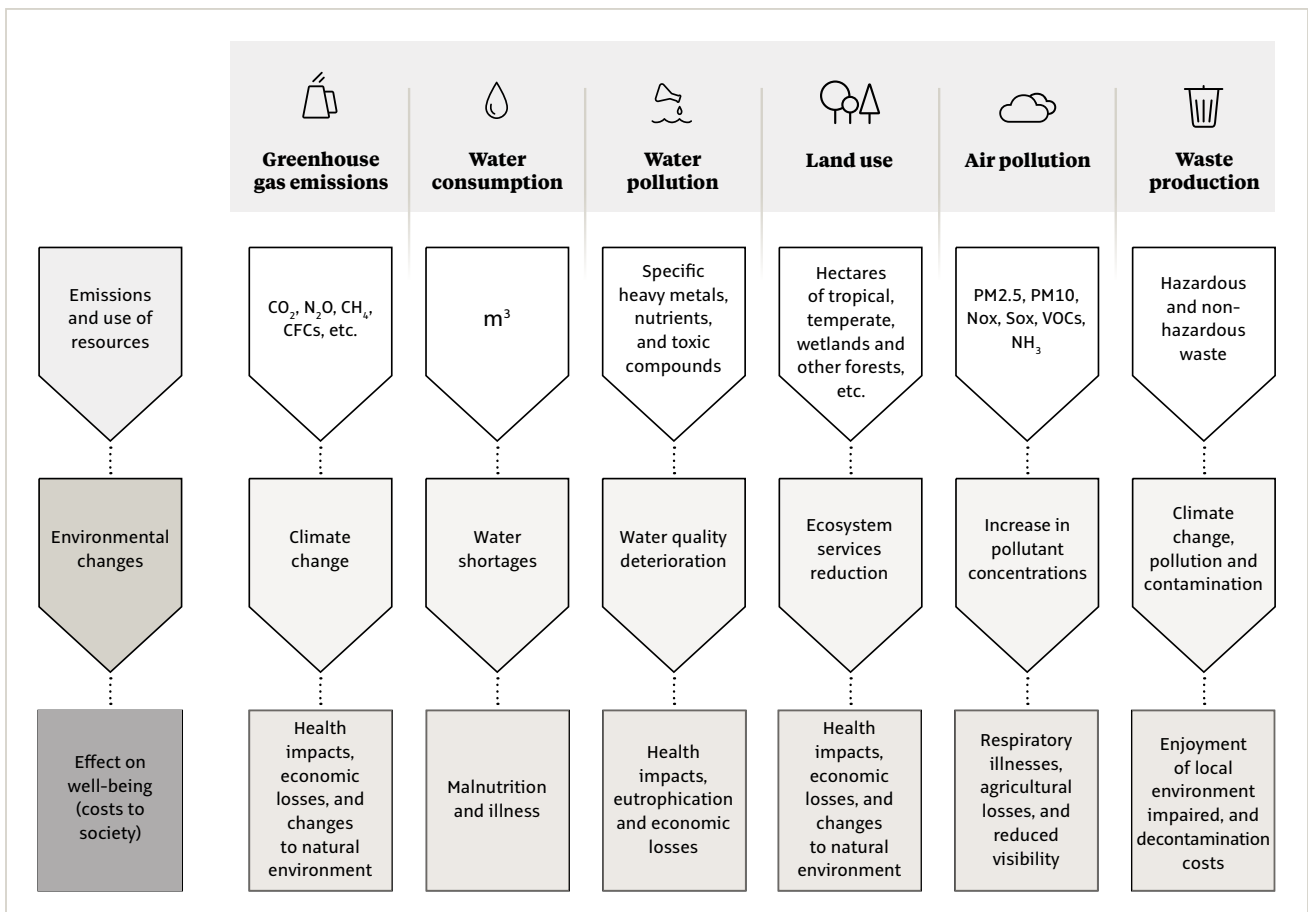 Greenhouse
gas emissions
Water
consumption
Water
pollution
Land use
Air pollution
Waste
production
Emissions
and use of
resources
CO₂, N₂O, CH₄,
CFCs, etc.
m³
Specific
heavy metals,
nutrients,
and toxic
compounds
Hectares
of tropical,
temperate,
wetlands and
other forests,
etc.
PM2.5, PM10,
Nox, Sox, VOCs,
NH₃
Hazardous
and non-
hazardous
waste
Environmental
changes
Climate
change
Water
shortages
Water quality
deterioration
Ecosystem
services
reduction
Increase in
pollutant
concentrations
Climate
change,
pollution and
contamination
Effect on
well-being
(costs to
society)
Health
impacts,
economic
losses, and
changes
to natural
environment
Malnutrition
and illness
Health
impacts,
eutrophication
and economic
losses
Health
impacts,
economic
losses, and
changes
to natural
environment
Respiratory
illnesses,
agricultural
losses, and
reduced
visibility
Enjoyment
of local
environment
impaired, and
decontamination
costs